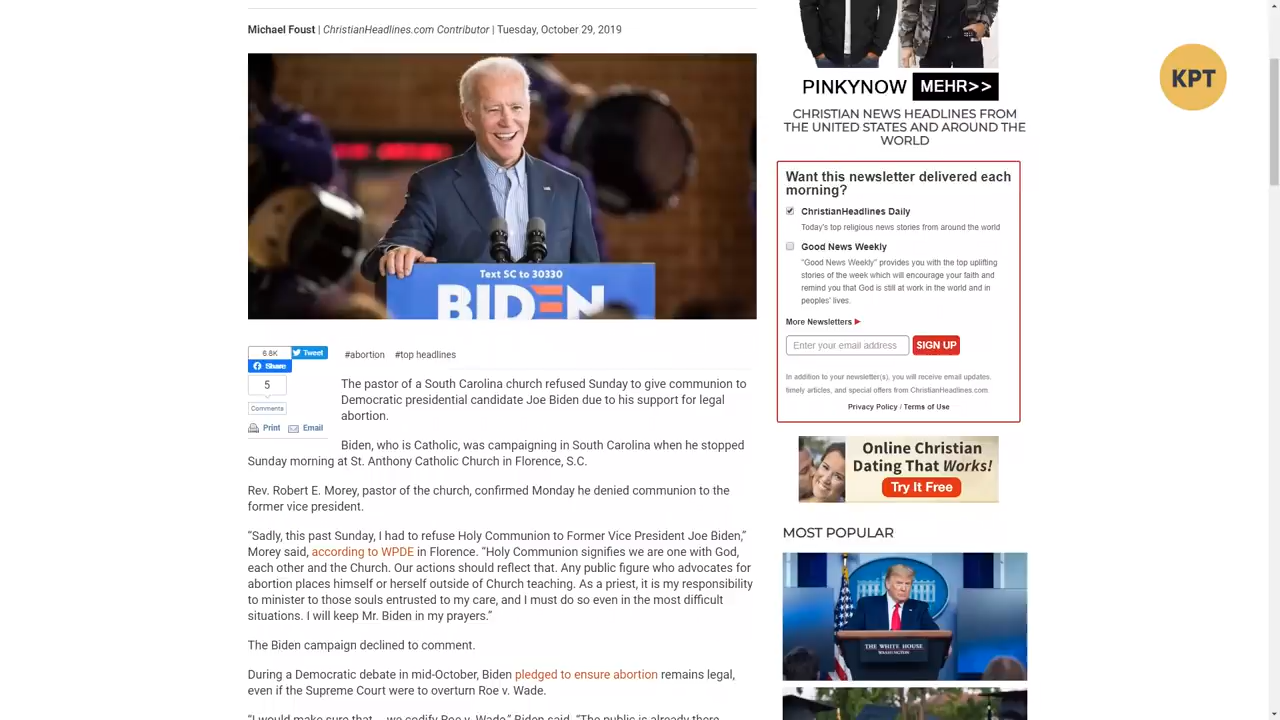 Michael Foust | ChristianHeadlines.com Contributor | Tuesday, October 29, 2019
Text SC to 30330
BIDEN
6.8K
Tweet
Share
5
Comments
Print
Email
#abortion
#top headlines
The pastor of a South Carolina church refused Sunday to give communion to
Democratic presidential candidate Joe Biden due to his support for legal
abortion.
Biden, who is Catholic, was campaigning in South Carolina when he stopped
Sunday morning at St. Anthony Catholic Church in Florence, S.C.
Rev. Robert E. Morey, pastor of the church, confirmed Monday he denied communion to the
former vice president.
“Sadly, this past Sunday, I had to refuse Holy Communion to Former Vice President Joe Biden,”
Morey said, according to WPDE in Florence. “Holy Communion signifies we are one with God,
each other and the Church. Our actions should reflect that. Any public figure who advocates for
abortion places himself or herself outside of Church teaching. As a priest, it is my responsibility
to minister to those souls entrusted to my care, and I must do so even in the most difficult
situations. I will keep Mr. Biden in my prayers.”
The Biden campaign declined to comment.
During a Democratic debate in mid-October, Biden pledged to ensure abortion remains legal,
even if the Supreme Court were to overturn Roe v. Wade.
“I would make sure that... we codify Roe v. Wade,” Biden said. “The public is already there.
PINKYNOW MEHR>>
CHRISTIAN NEWS HEADLINES FROM
THE UNITED STATES AND AROUND THE
WORLD
Want this newsletter delivered each
morning?
ChristianHeadlines Daily
Today's top religious news stories from around the world
Good News Weekly
"Good News Weekly" provides you with the top uplifting
stories of the week which will encourage your faith and
remind you that God is still at work in the world and in
peoples' lives.
More Newsletters
Enter your email address
SIGN UP
In addition to your newsletter(s), you will receive email updates,
timely articles, and special offers from ChristianHeadlines.com.
Privacy Policy / Terms of Use
Online Christian
Dating That Works!
Try It Free
MOST POPULAR
THE WHITE HOUSE
WASHINGTON
KPT